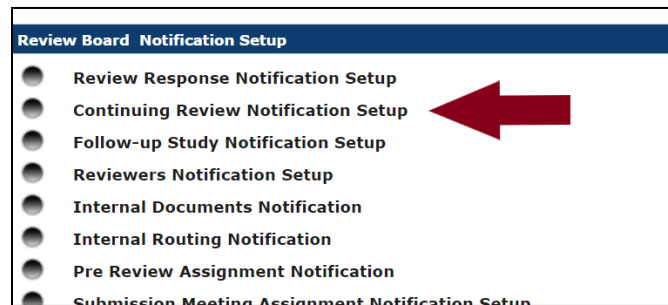 Review Board Notification Setup
Review Response Notification Setup
Continuing Review Notification Setup
Follow-up Study Notification Setup
Reviewers Notification Setup
Internal Documents Notification
Internal Routing Notification
Pre Review Assignment Notification
Submission Meeting Assignment Notification Setup